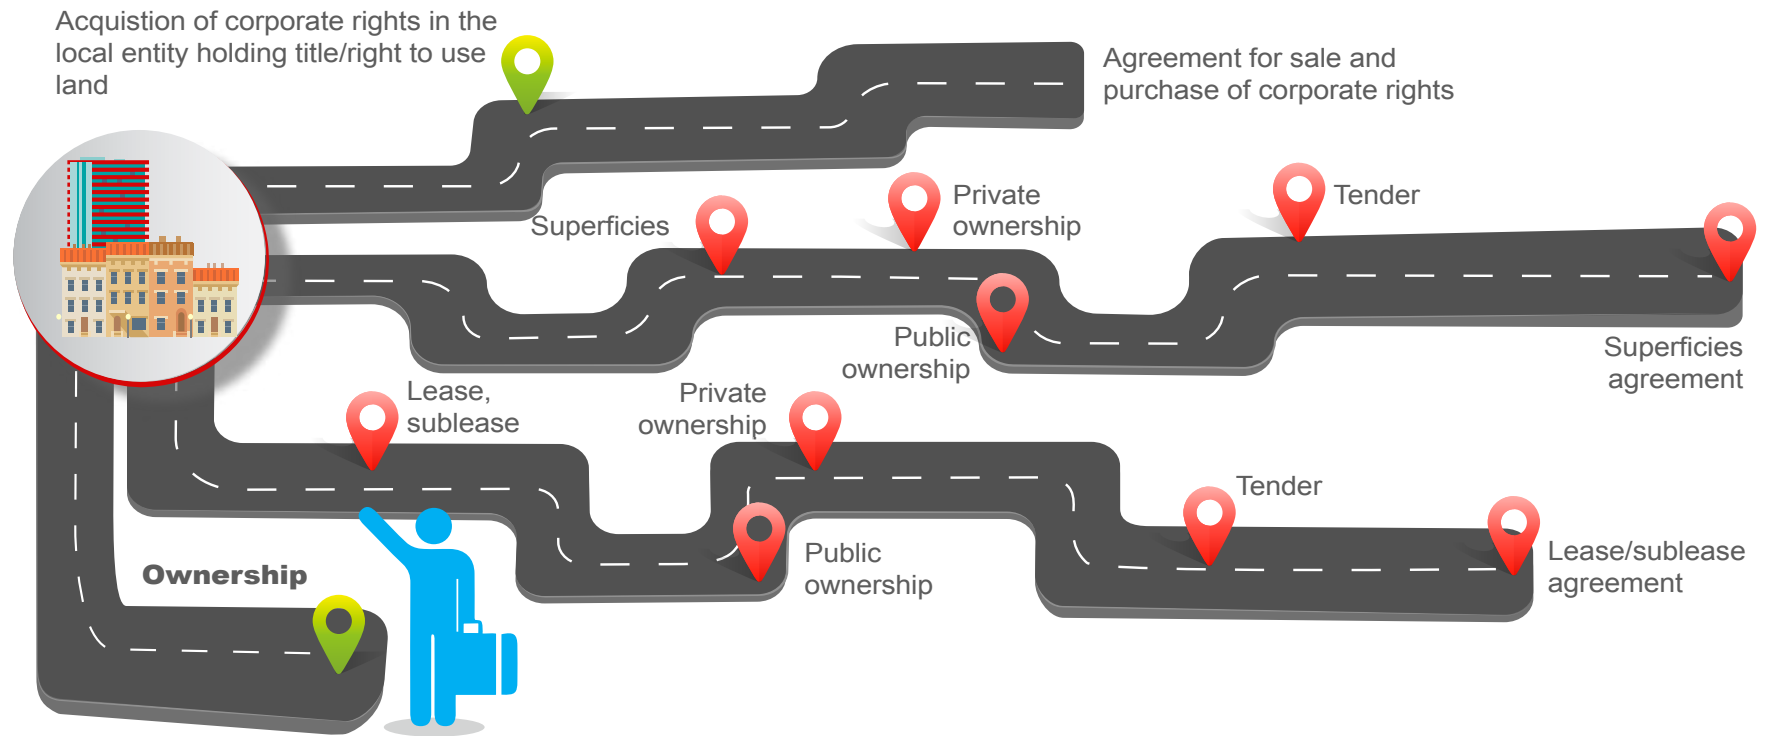 Acquistion of corporate rights in the
local entity holding title/right to use
land
Agreement for sale and
purchase of corporate rights
Superficies
Private
ownership
Tender
Public
ownership
Superficies
agreement
Lease,
sublease
Private
ownership
Public
ownership
Tender
Lease/sublease
agreement
Ownership